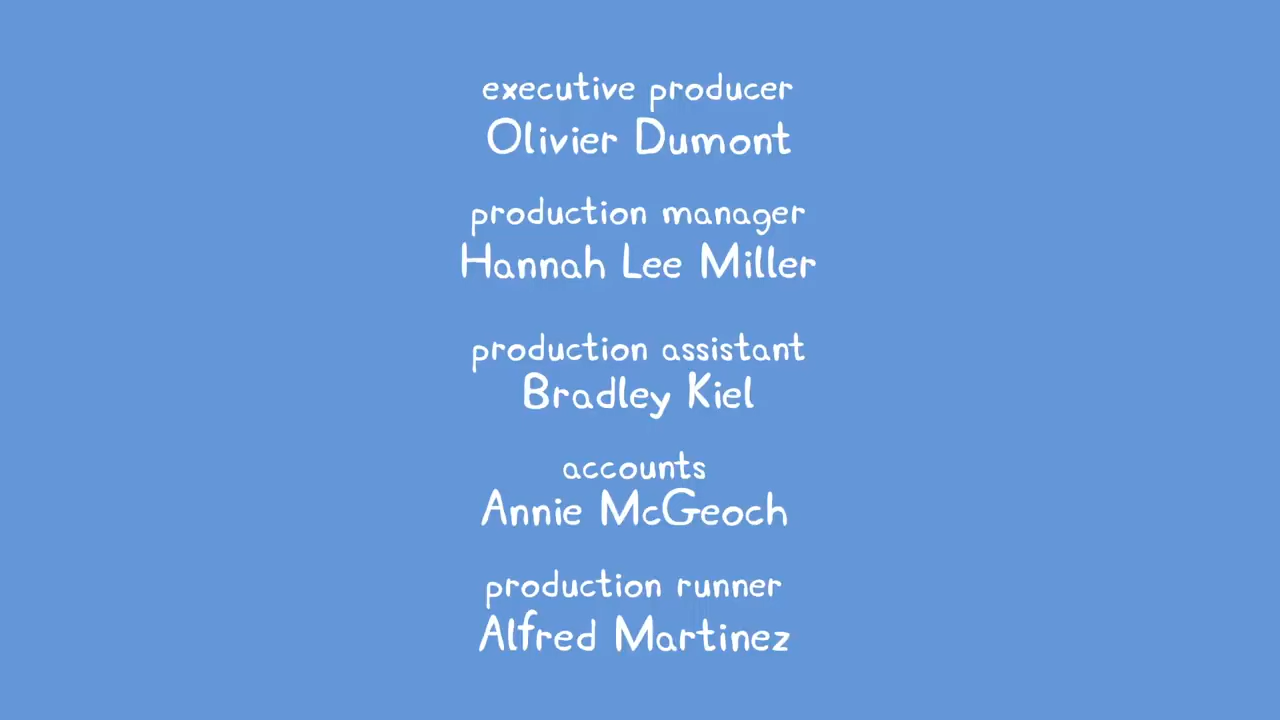 executive producer
Olivier Dumont
production manager
Hannah Lee Miller
production assistant
Bradley Kiel
accounts
Annie McGeoch
production runner
Alfred Martinez